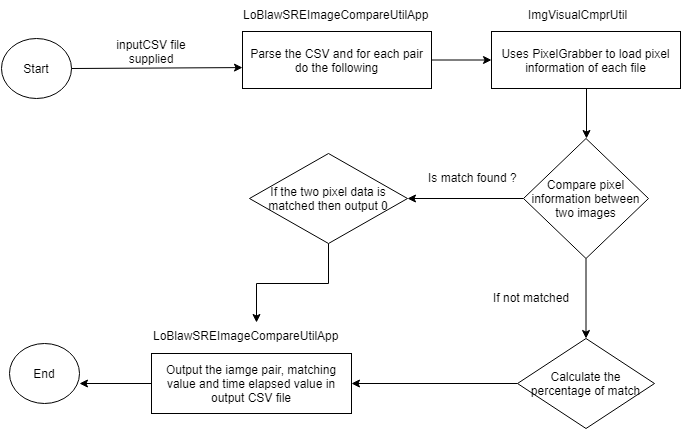 LoBlawSREImageCompareUtilApp
ImgVisualCmprUtil
inputCSV file
supplied
Start
Parse the CSV and for each pair
do the following
Uses PixelGrabber to load pixel
information of each file
Is match found ?
If the two pixel data is
matched then output 0
Compare pixel
information between
two images
If not matched
LoBlawSREImageCompareUtilApp
End
Output the iamge pair, matching
value and time elapsed value in
output CSV file
Calculate the
percentage of match